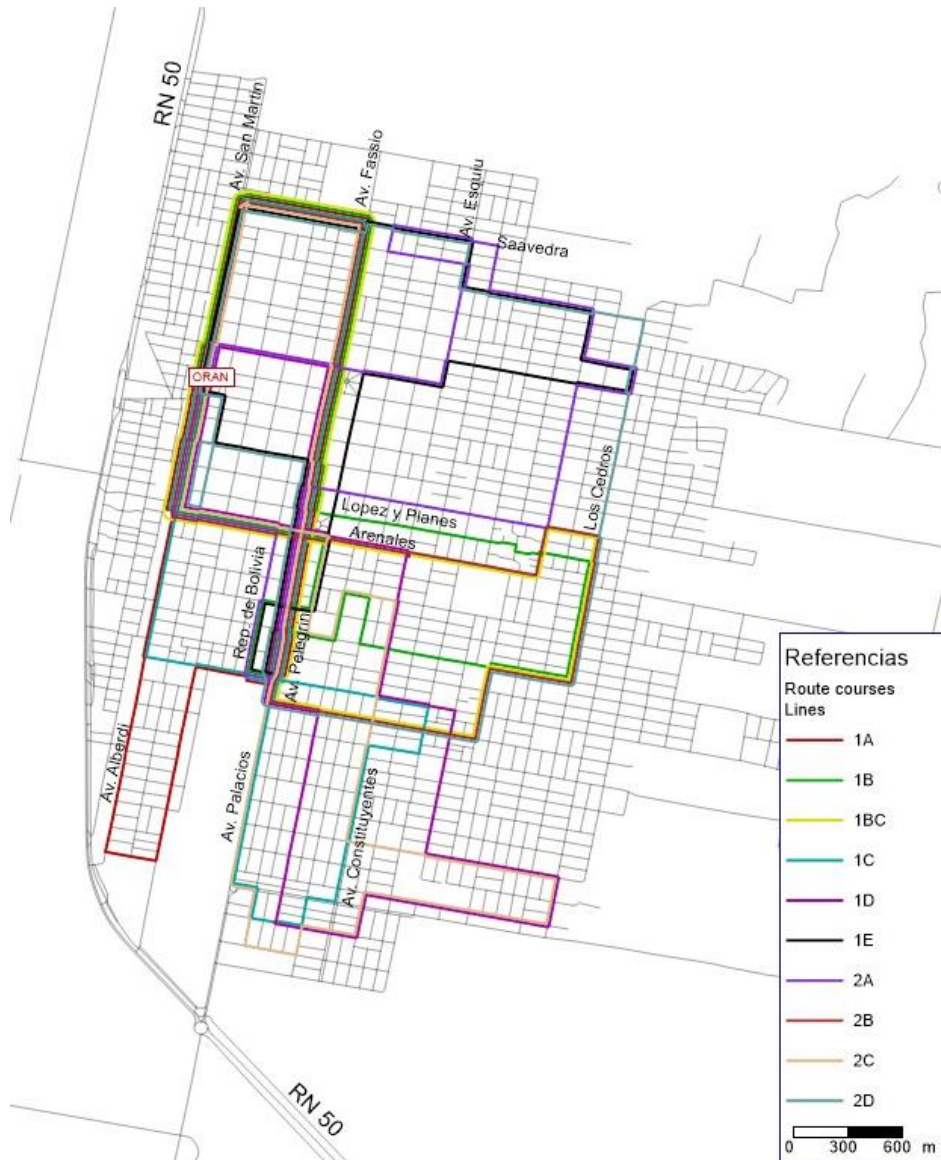 RN 50
Av. San Martin
Av. Fassio
Av. Esquiu
Saavedra
ORAN
Lopez y Planes
Arenales
Los Cedros
Rep. de Bolivia
Av. Pelegrini
Av. Alberdi
Av. Palacios
Av. Constituyentes
RN 50
Referencias
Route courses
Lines
1A
1B
1BC
1C
1D
1E
2A
2B
2C
2D
0 300 600 m